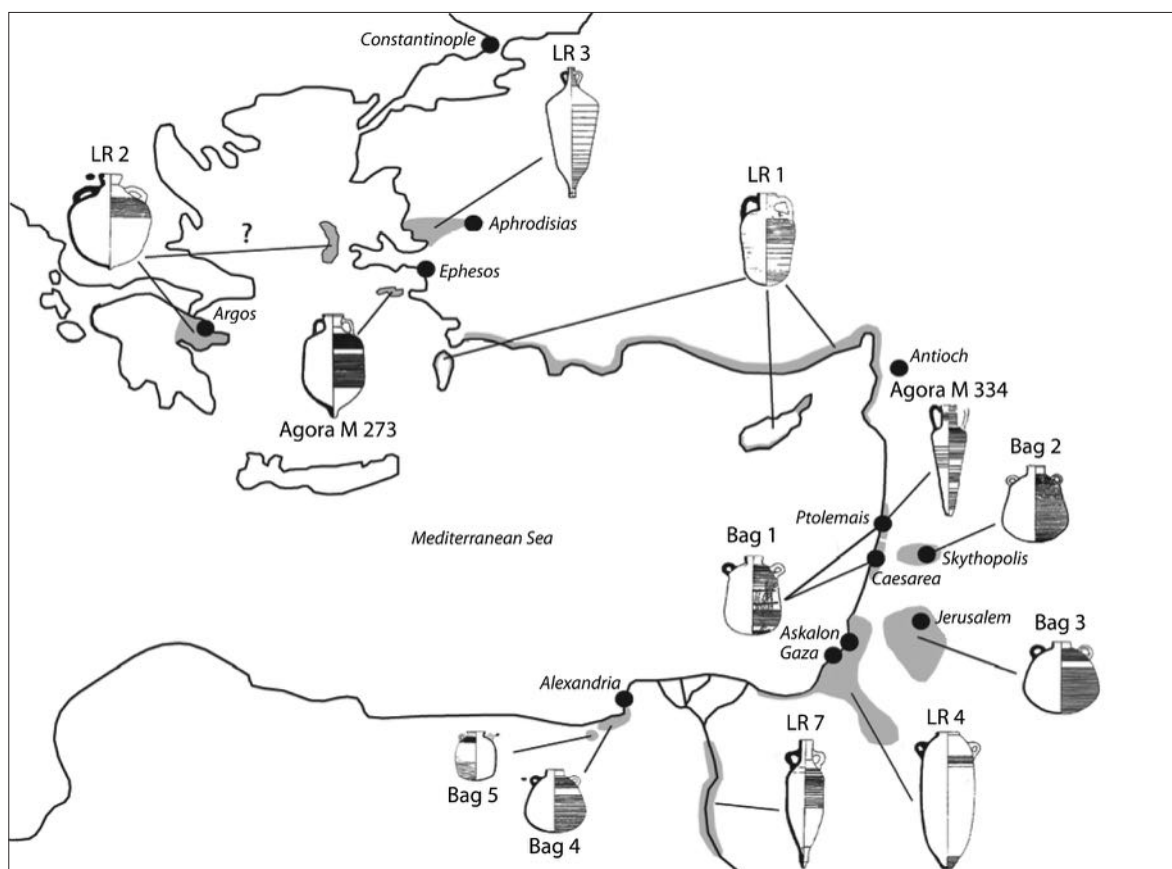 Constantinople
LR 3
LR 2
LR 1
?
Aphrodisias
Ephesos
Argos
Antioch
Agora M 334
Agora M 273
Bag 2
Ptolemais
Mediterranean Sea
Bag 1
Skythopolis
Caesarea
Jerusalem
Bag 3
Askalon
Gaza
Alexandria
LR 7
LR 4
Bag 5
Bag 4